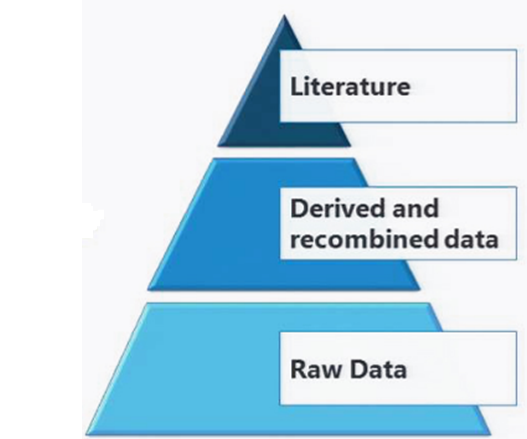 Literature
Derived and
recombined data
Raw Data